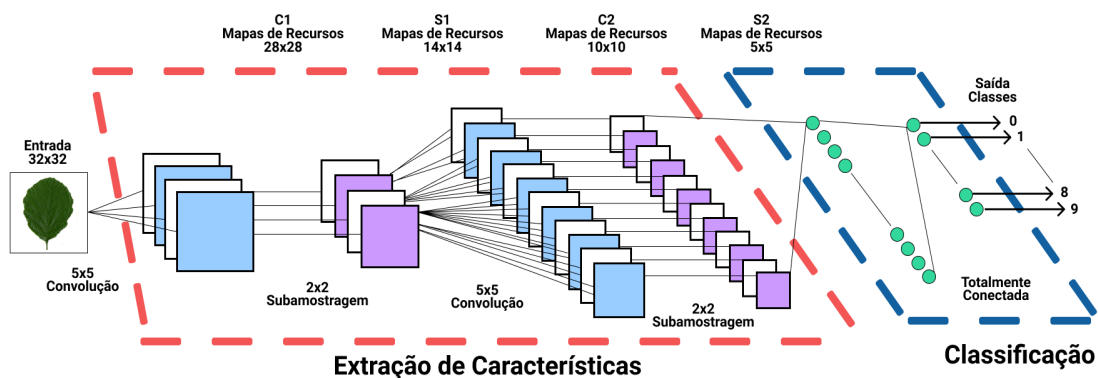 C1
Mapas de Recursos
28x28
S1
Mapas de Recursos
14x14
C2
Mapas de Recursos
10x10
S2
Mapas de Recursos
5x5
Entrada
32x32
5x5
Convolução
2x2
Subamostragem
5x5
Convolução
2x2
Subamostragem
Saída
Classes
0
1
8
9
Totalmente
Conectada
Extração de Características
Classificação